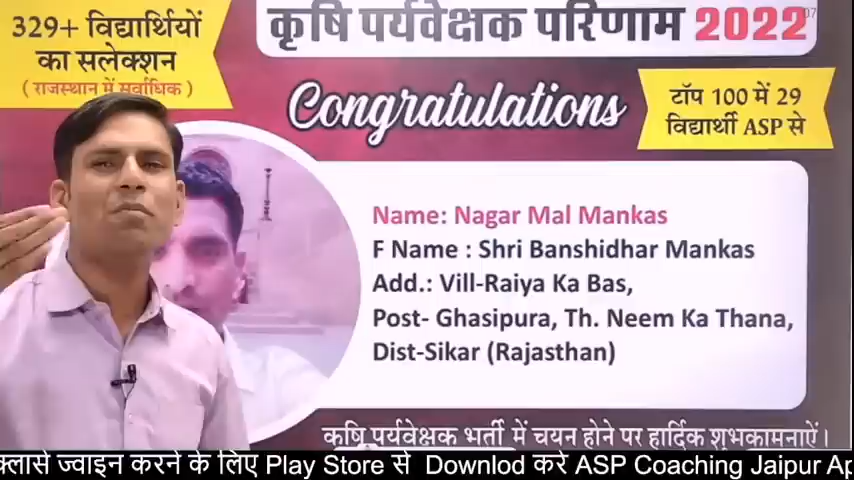 329+ विद्यार्थियों
का सलेक्शन
( राजस्थान में सर्वाधिक )
कृषि पर्यवेक्षक परिणाम 2022
07
Congratulations
टॉप 100 में 29
विद्यार्थी ASP से
Name: Nagar Mal Mankas
F Name : Shri Banshidhar Mankas
Add.: Vill-Raiya Ka Bas,
Post- Ghasipura, Th. Neem Ka Thana,
Dist-Sikar (Rajasthan)
कृषि पर्यवेक्षक भर्ती में चयन होने पर हार्दिक शुभकामनाऐं।
क्लासे ज्वाइन करने के लिए Play Store से Downlod करे ASP Coaching Jaipur Ap